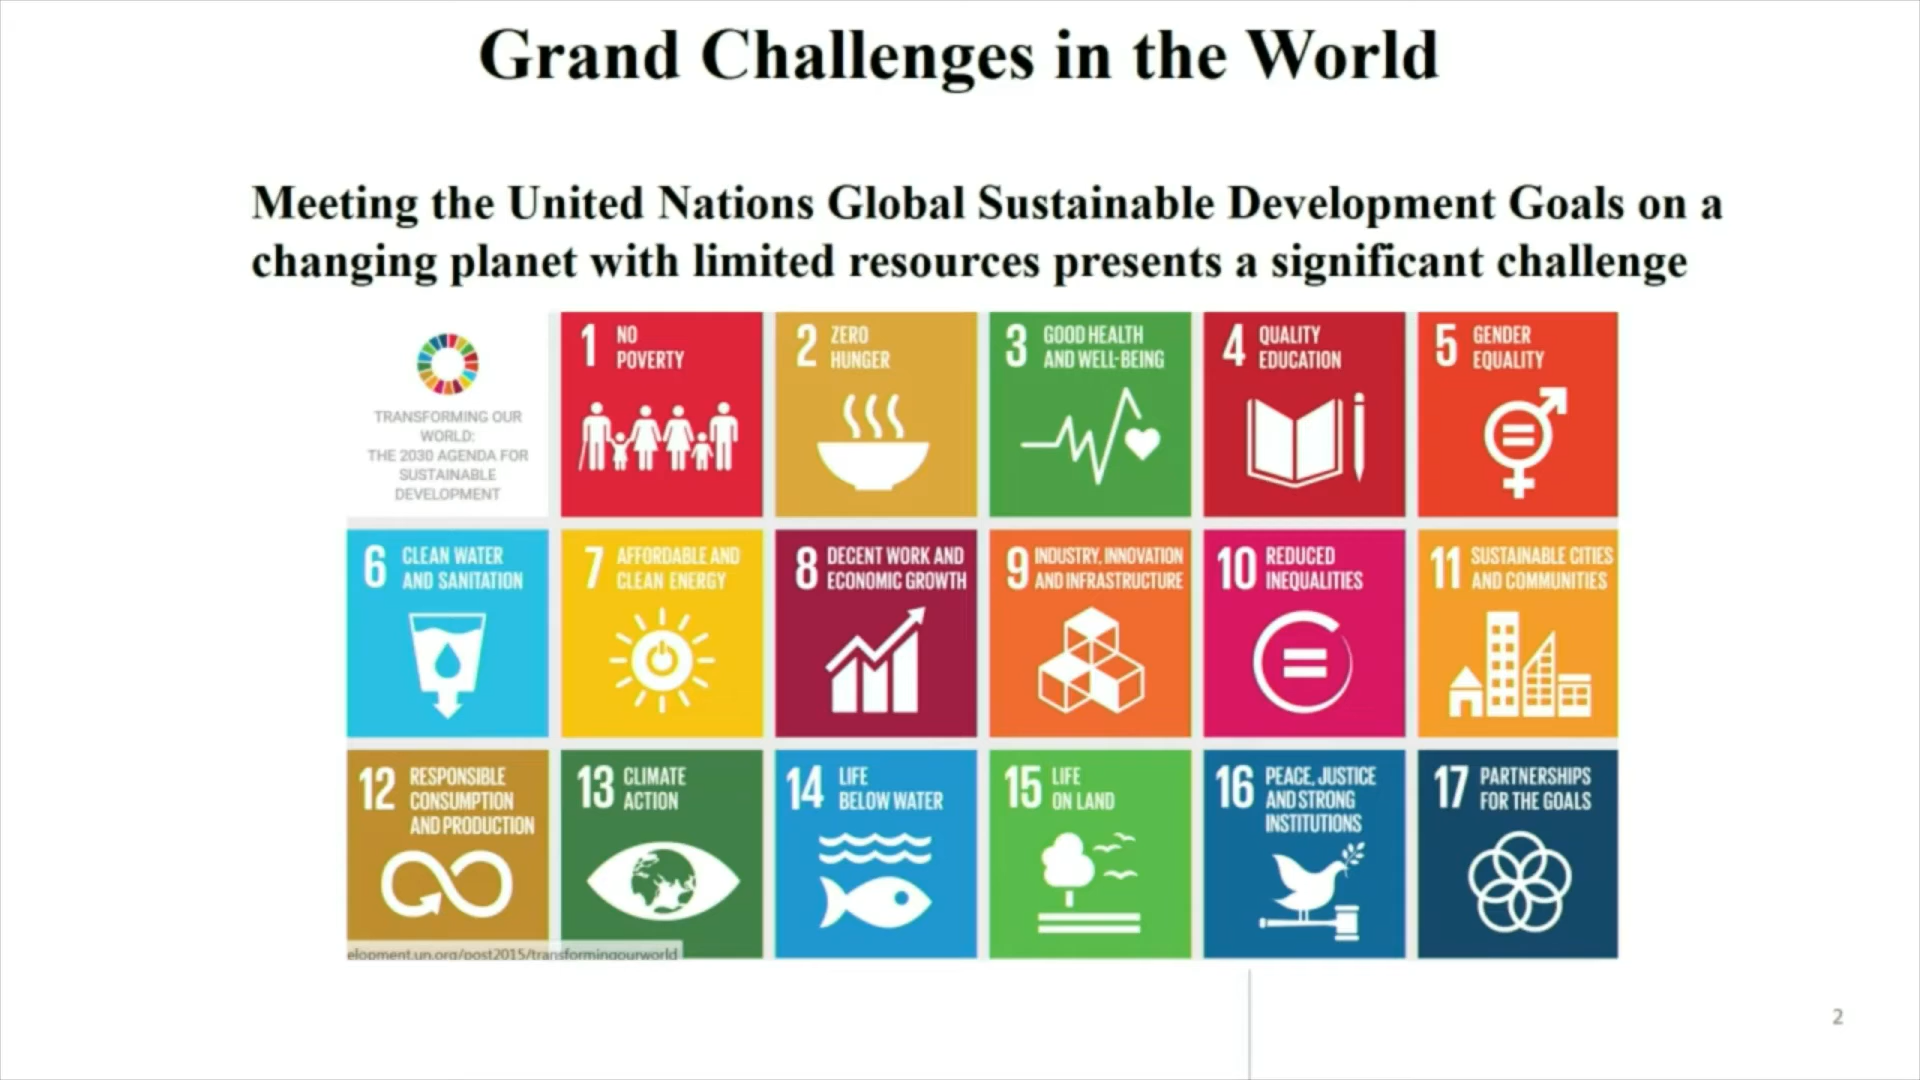 Grand Challenges in the World
Meeting the United Nations Global Sustainable Development Goals on a
changing planet with limited resources presents a significant challenge
TRANSFORMING OUR
WORLD:
THE 2030 AGENDA FOR
SUSTAINABLE
DEVELOPMENT
1 NO
POVERTY
2 ZERO
HUNGER
3 GOOD HEALTH
AND WELL-BEING
4 QUALITY
EDUCATION
5 GENDER
EQUALITY
6 CLEAN WATER
AND SANITATION
7 AFFORDABLE AND
CLEAN ENERGY
8 DECENT WORK AND
ECONOMIC GROWTH
9 INDUSTRY, INNOVATION
AND INFRASTRUCTURE
10 REDUCED
INEQUALITIES
11 SUSTAINABLE CITIES
AND COMMUNITIES
12 RESPONSIBLE
CONSUMPTION
AND PRODUCTION
13 CLIMATE
ACTION
14 LIFE
BELOW WATER
15 LIFE
ON LAND
16 PEACE, JUSTICE
AND STRONG
INSTITUTIONS
17 PARTNERSHIPS
FOR THE GOALS
elopment.un.org/post2015/transformingourworld
2